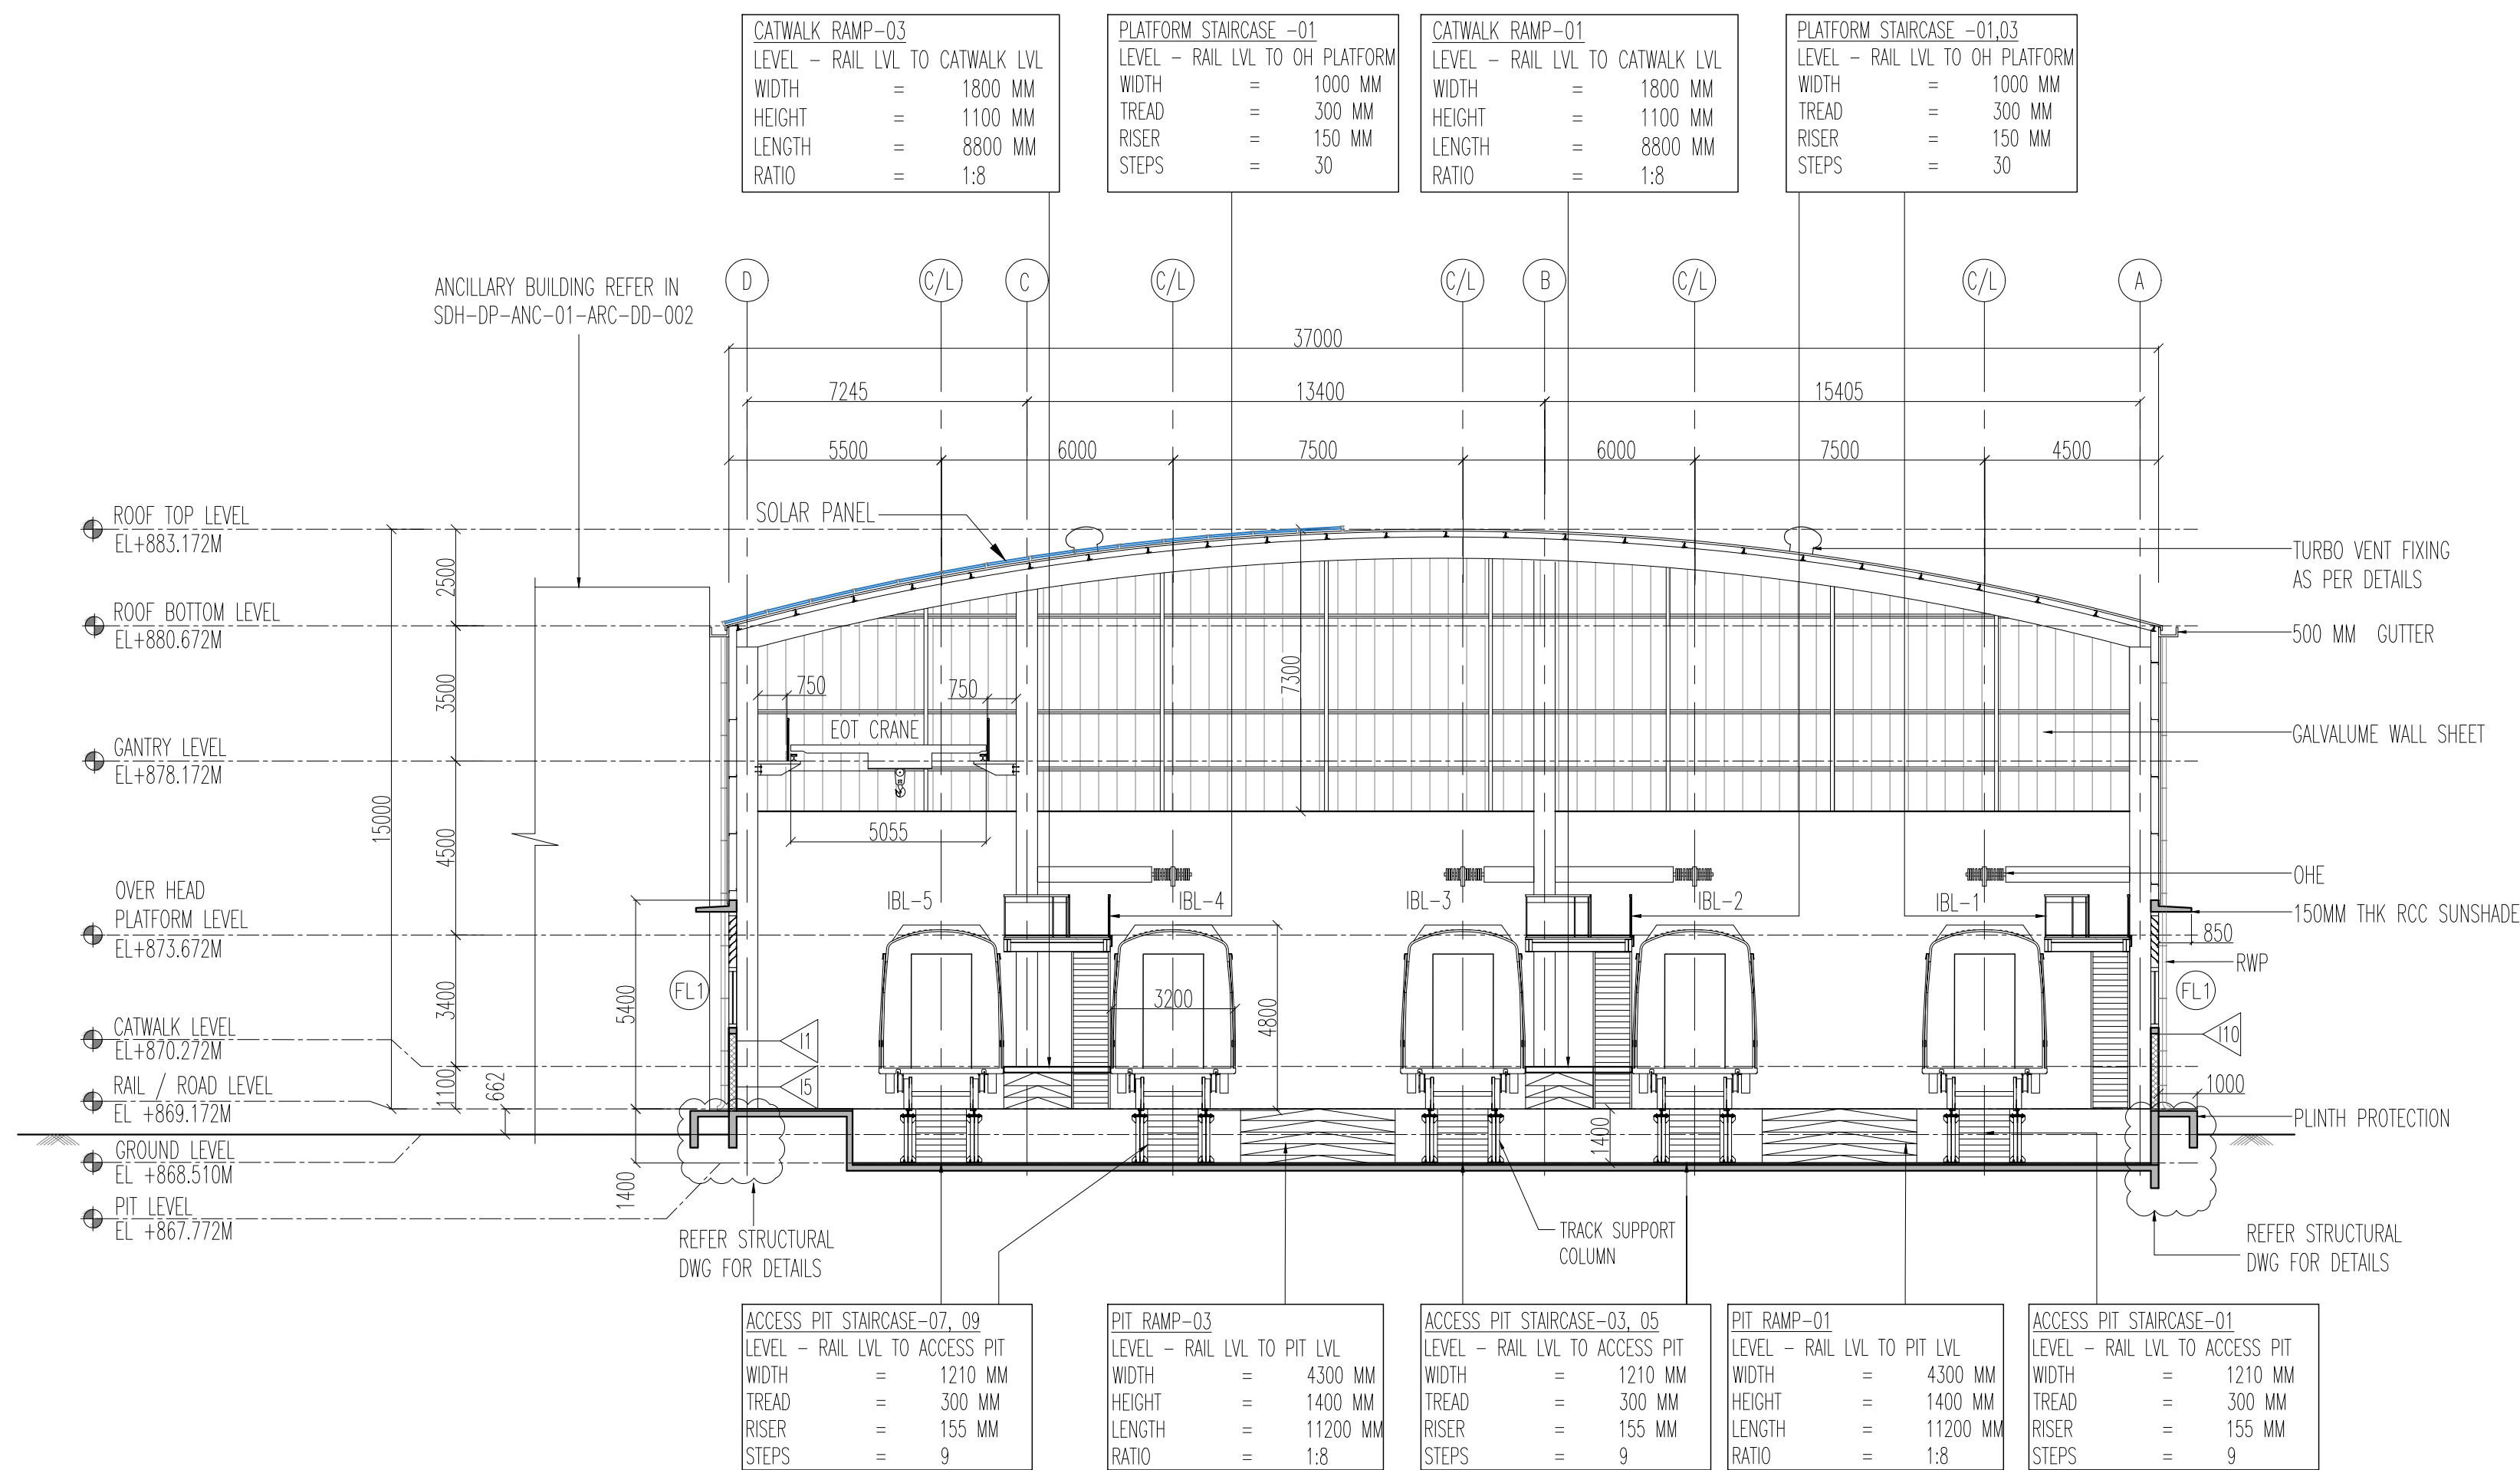 CATWALK RAMP-03
LEVEL - RAIL LVL TO CATWALK LVL
WIDTH = 1800 MM
HEIGHT = 1100 MM
LENGTH = 8800 MM
RATIO = 1:8
PLATFORM STAIRCASE -01
LEVEL - RAIL LVL TO OH PLATFORM
WIDTH = 1000 MM
TREAD = 300 MM
RISER = 150 MM
STEPS = 30
CATWALK RAMP-01
LEVEL - RAIL LVL TO CATWALK LVL
WIDTH = 1800 MM
HEIGHT = 1100 MM
LENGTH = 8800 MM
RATIO = 1:8
PLATFORM STAIRCASE -01,03
LEVEL - RAIL LVL TO OH PLATFORM
WIDTH = 1000 MM
TREAD = 300 MM
RISER = 150 MM
STEPS = 30
ANCILLARY BUILDING REFER IN
SDH-DP-ANC-01-ARC-DD-002
D C/L C C/L C/L B C/L C/L A
37000
7245 13400 15405
5500 6000 7500 6000 7500 4500
SOLAR PANEL
ROOF TOP LEVEL
EL+883.172M
2500
TURBO VENT FIXING
AS PER DETAILS
ROOF BOTTOM LEVEL
EL+880.672M
500 MM GUTTER
3500
750 750
7300
EOT CRANE
GALVALUME WALL SHEET
GANTRY LEVEL
EL+878.172M
15000
4500
5055
OVER HEAD
PLATFORM LEVEL
EL+873.672M
IBL-5 IBL-4 IBL-3 IBL-2 IBL-1
OHE
150MM THK RCC SUNSHADE
850
RWP
FL1 FL1
3400
5400
3200
4800
CATWALK LEVEL
EL+870.272M
I1
I10
I5
RAIL / ROAD LEVEL
EL +869.172M
1100
662
1000
PLINTH PROTECTION
1400
GROUND LEVEL
EL +868.510M
1400
PIT LEVEL
EL +867.772M
REFER STRUCTURAL
DWG FOR DETAILS
TRACK SUPPORT
COLUMN
REFER STRUCTURAL
DWG FOR DETAILS
ACCESS PIT STAIRCASE-07, 09
LEVEL - RAIL LVL TO ACCESS PIT
WIDTH = 1210 MM
TREAD = 300 MM
RISER = 155 MM
STEPS = 9
PIT RAMP-03
LEVEL - RAIL LVL TO PIT LVL
WIDTH = 4300 MM
HEIGHT = 1400 MM
LENGTH = 11200 MM
RATIO = 1:8
ACCESS PIT STAIRCASE-03, 05
LEVEL - RAIL LVL TO ACCESS PIT
WIDTH = 1210 MM
TREAD = 300 MM
RISER = 155 MM
STEPS = 9
PIT RAMP-01
LEVEL - RAIL LVL TO PIT LVL
WIDTH = 4300 MM
HEIGHT = 1400 MM
LENGTH = 11200 MM
RATIO = 1:8
ACCESS PIT STAIRCASE-01
LEVEL - RAIL LVL TO ACCESS PIT
WIDTH = 1210 MM
TREAD = 300 MM
RISER = 155 MM
STEPS = 9